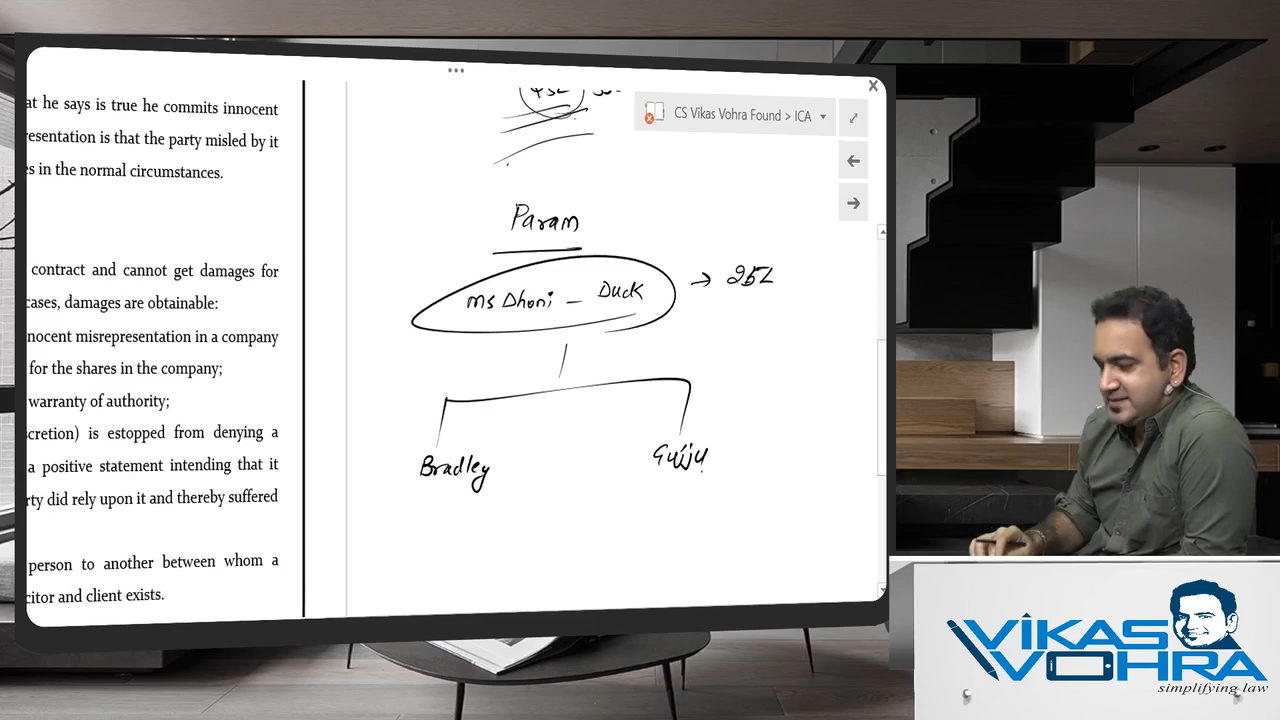 at he says is true he commits innocent
resentation is that the party misled by it
es in the normal circumstances.
contract and cannot get damages for
cases, damages are obtainable:
nocent misrepresentation in a company
for the shares in the company;
warranty of authority;
scretion) is estopped from denying a
a positive statement intending that it
rty did rely upon it and thereby suffered
person to another between whom a
citor and client exists.
CS Vikas Vohra Found > ICA
Param
Ms Dhoni - Duck → 25L
Bradley
Gujju
VIKAS
VOHRA
simplifying law